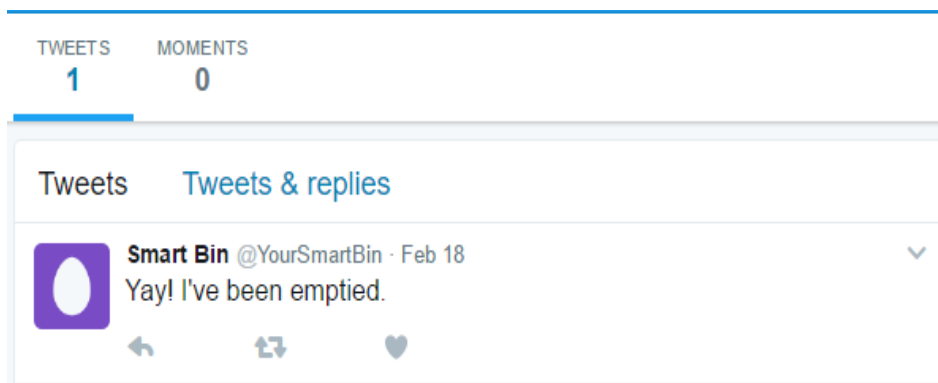 TWEETS MOMENTS
1 0
Tweets Tweets & replies
Smart Bin @YourSmartBin · Feb 18
Yay! I've been emptied.